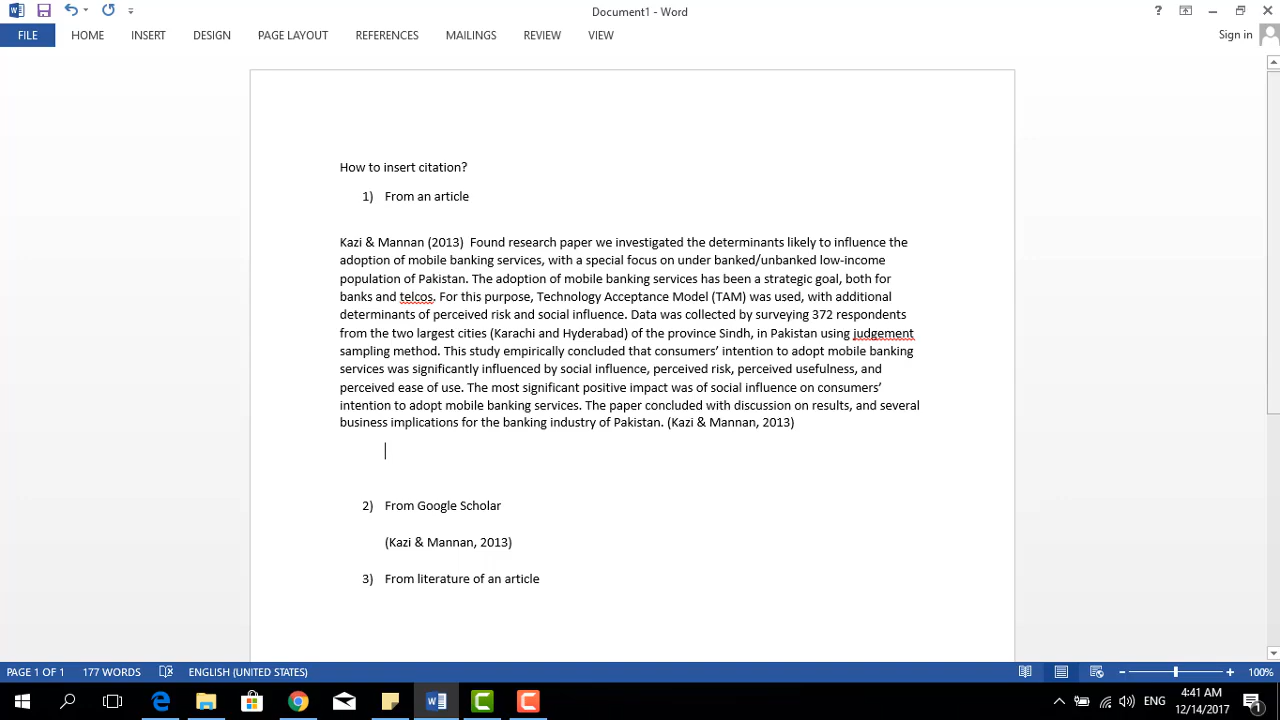 Document1 - Word
?
FILE HOME INSERT DESIGN PAGE LAYOUT REFERENCES MAILINGS REVIEW VIEW Sign in
How to insert citation?
1) From an article
Kazi & Mannan (2013)  Found research paper we investigated the determinants likely to influence the
adoption of mobile banking services, with a special focus on under banked/unbanked low-income
population of Pakistan. The adoption of mobile banking services has been a strategic goal, both for
banks and telcos. For this purpose, Technology Acceptance Model (TAM) was used, with additional
determinants of perceived risk and social influence. Data was collected by surveying 372 respondents
from the two largest cities (Karachi and Hyderabad) of the province Sindh, in Pakistan using judgement
sampling method. This study empirically concluded that consumers’ intention to adopt mobile banking
services was significantly influenced by social influence, perceived risk, perceived usefulness, and
perceived ease of use. The most significant positive impact was of social influence on consumers’
intention to adopt mobile banking services. The paper concluded with discussion on results, and several
business implications for the banking industry of Pakistan. (Kazi & Mannan, 2013)
2) From Google Scholar
(Kazi & Mannan, 2013)
3) From literature of an article
PAGE 1 OF 1 177 WORDS ENGLISH (UNITED STATES) 100%
ENG 4:41 AM
12/14/2017 1